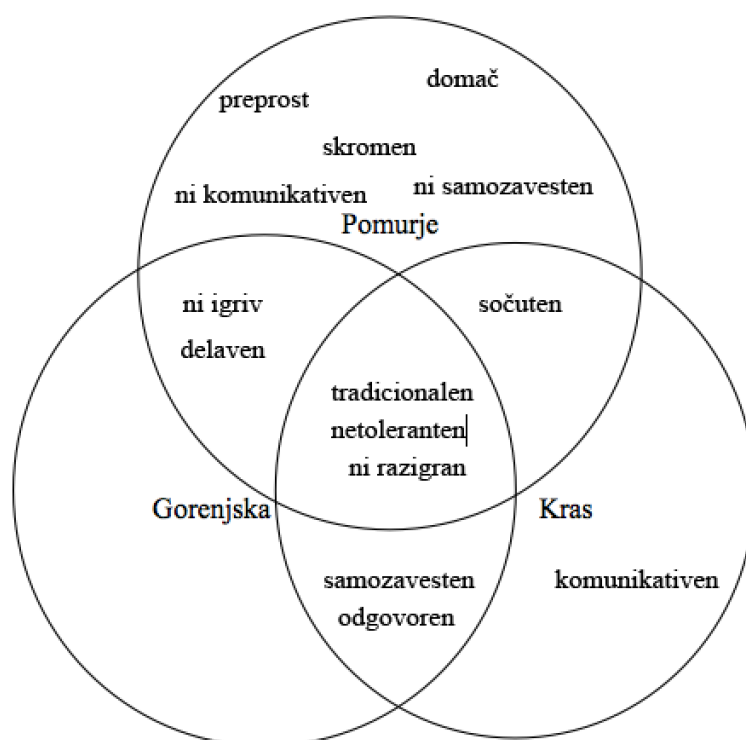 domač
preprost
skromen
ni komunikativen
ni samozavesten
Pomurje
ni igriv
sočuten
delaven
tradicionalen
netoleranten
ni razigran
Gorenjska
Kras
samozavesten
komunikativen
odgovoren